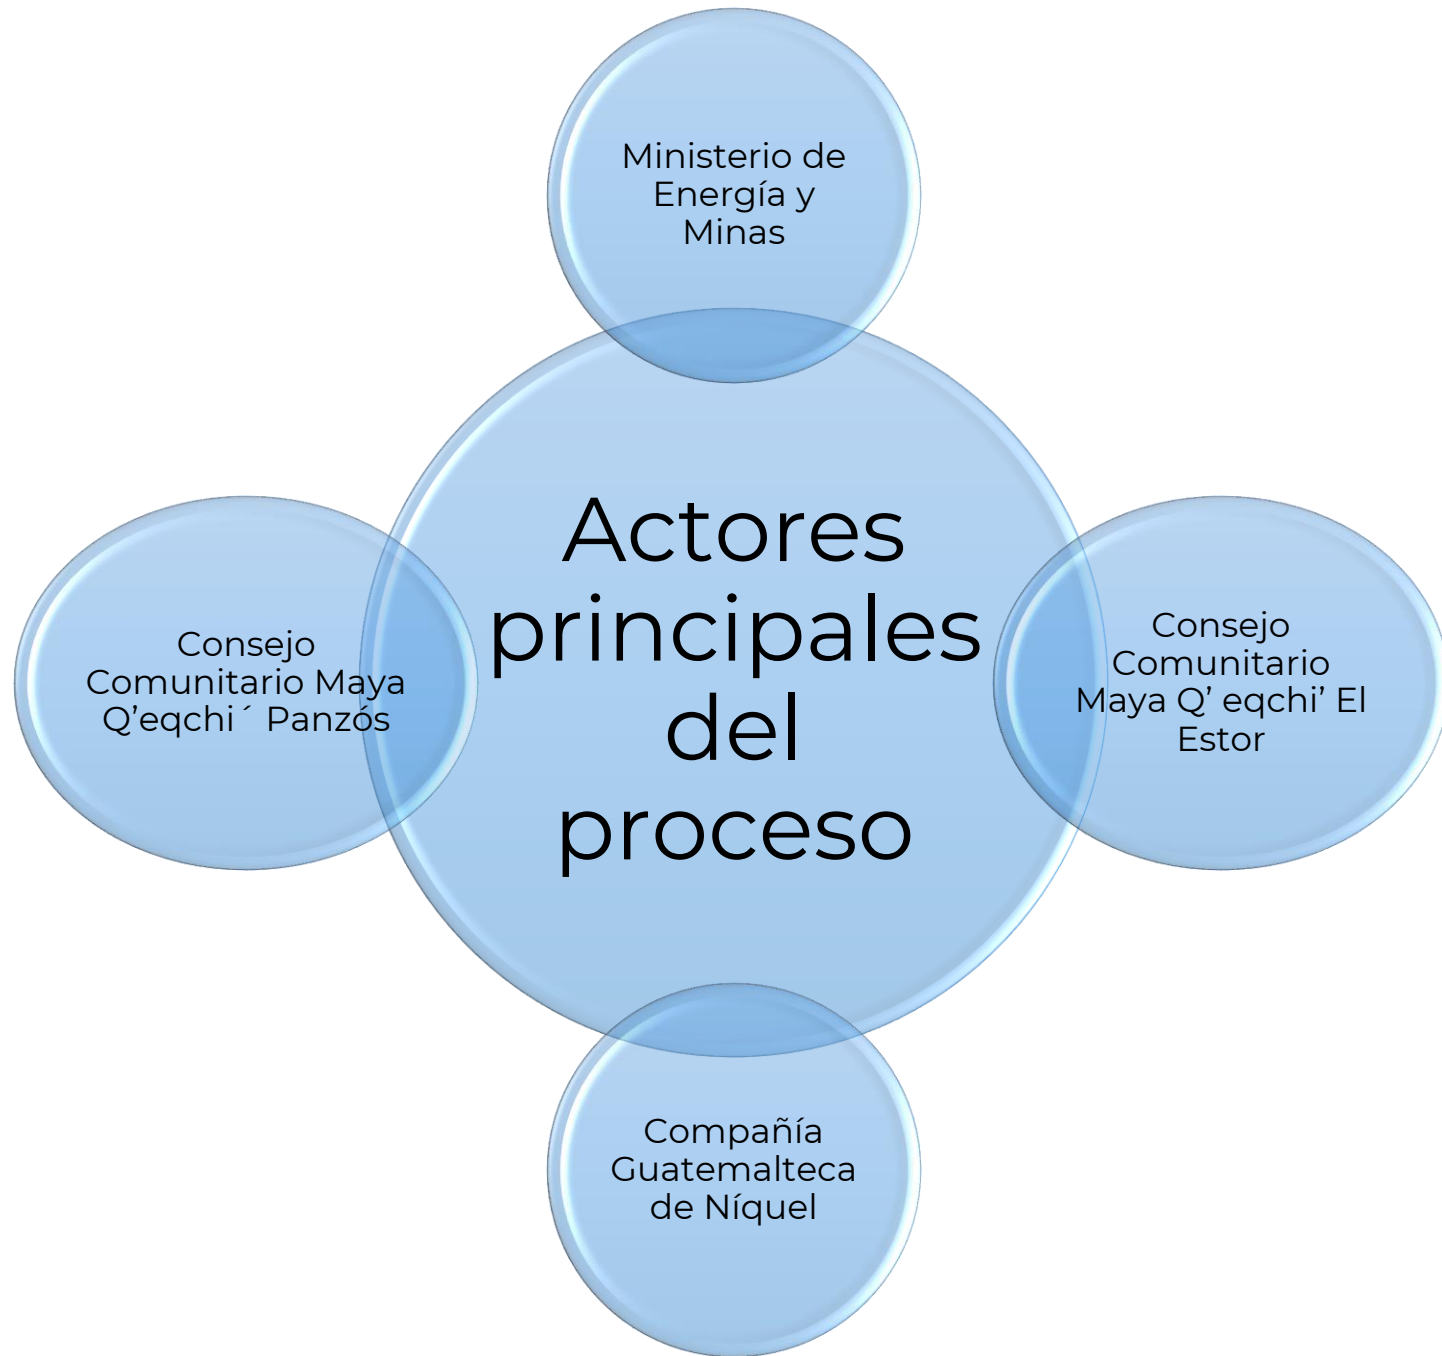 Ministerio de
Energía y
Minas
Actores
principales
del
proceso
Consejo
Comunitario Maya
Q’eqchi´ Panzós
Consejo
Comunitario
Maya Q’ eqchi’ El
Estor
Compañía
Guatemalteca
de Níquel